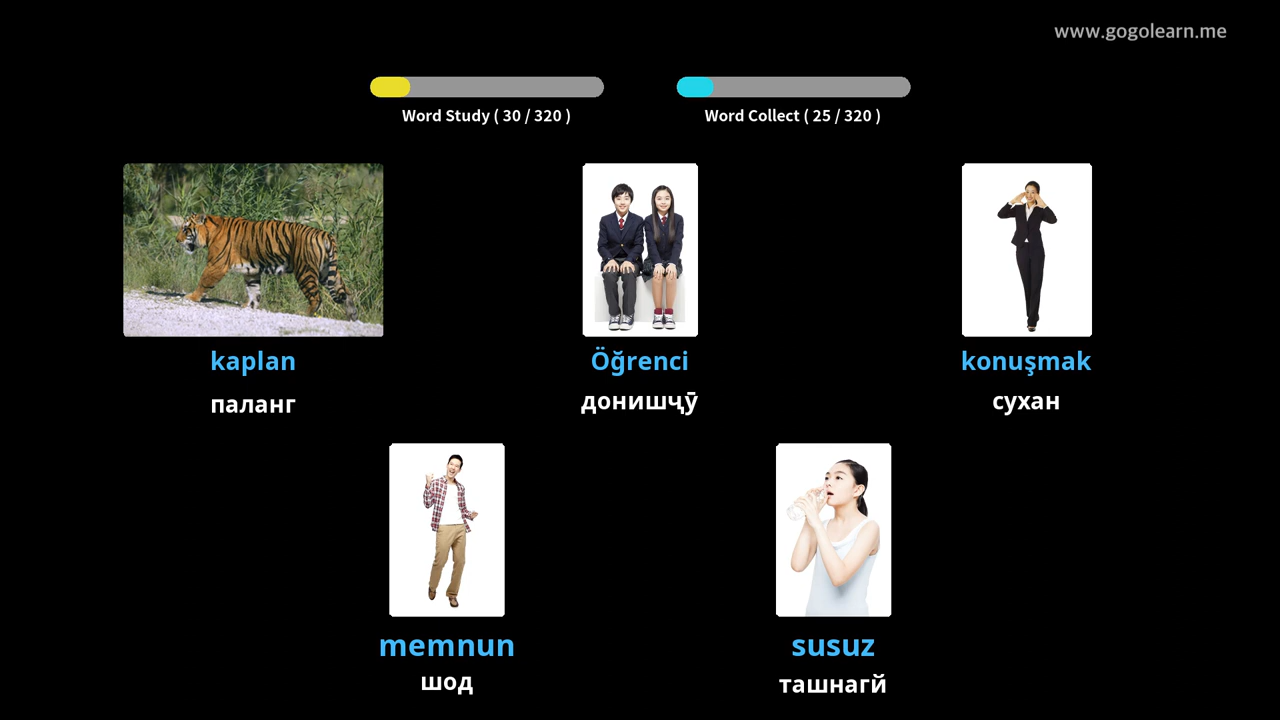 www.gogolearn.me
Word Study ( 30 / 320 )
Word Collect ( 25 / 320 )
kaplan
паланг
Öğrenci
донишҷӯ
konuşmak
сухан
memnun
шод
susuz
ташнагй